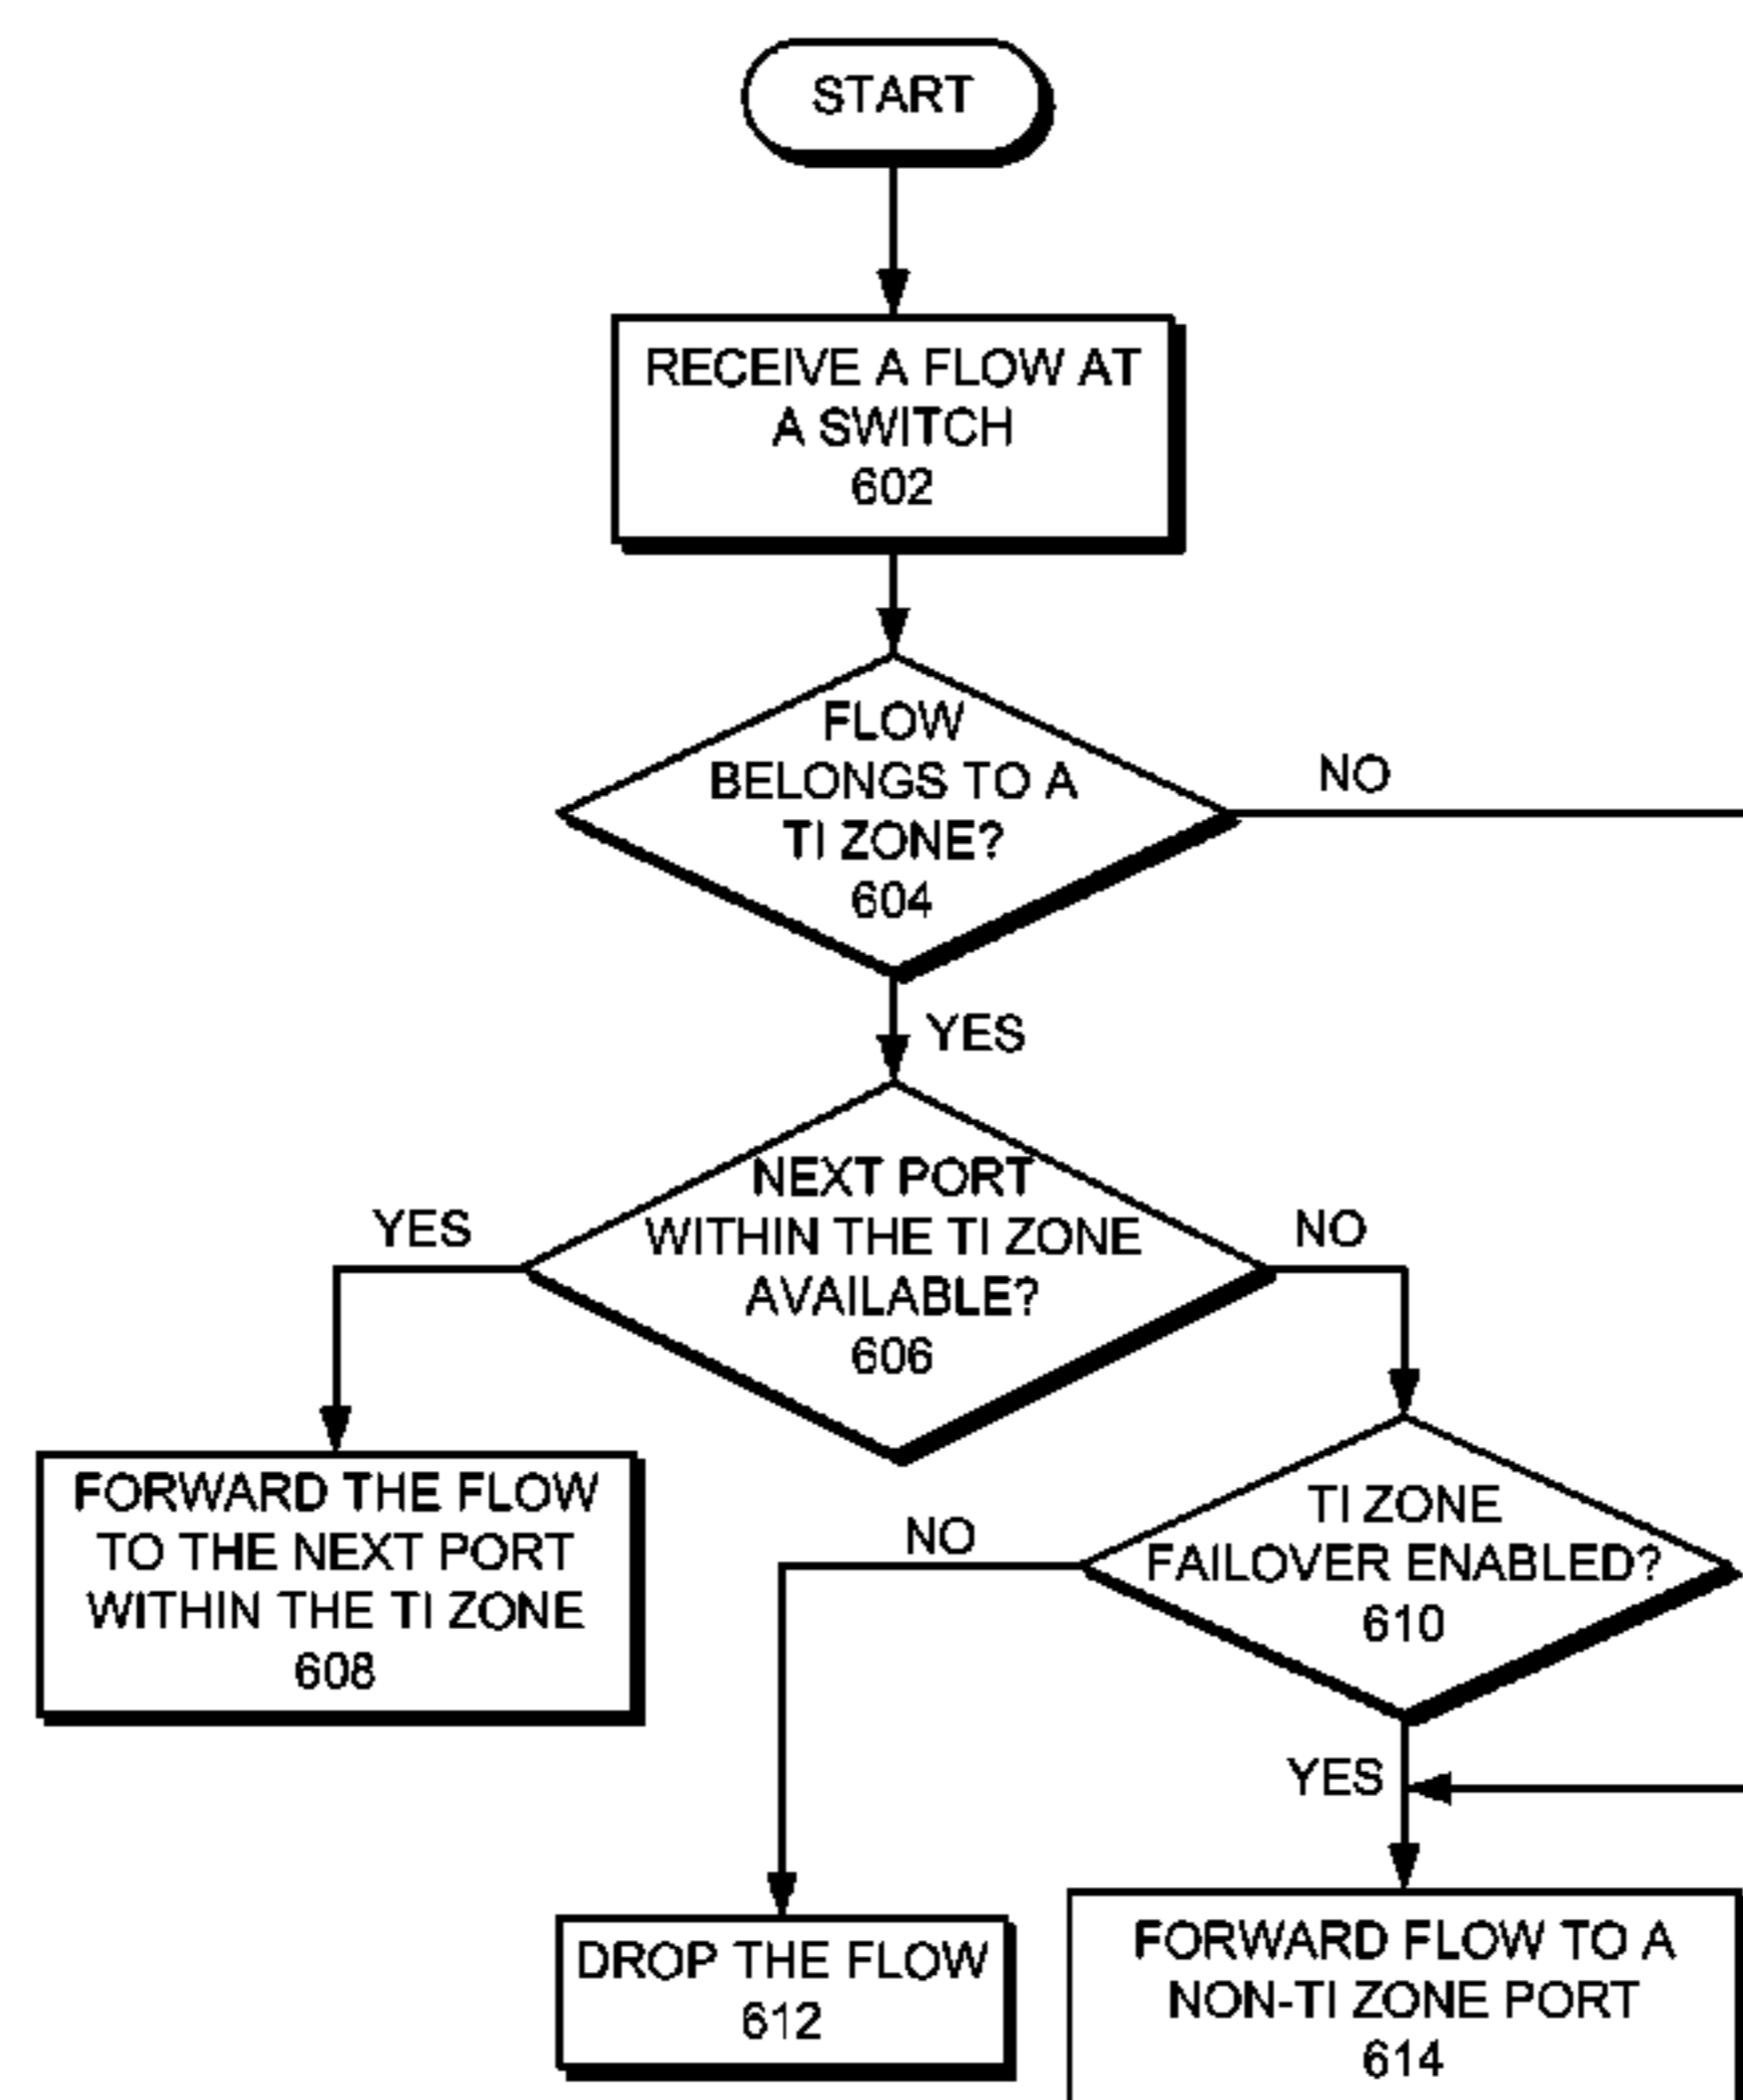 START
RECEIVE A FLOW AT
A SWITCH
602
FLOW
BELONGS TO A
TI ZONE?
604
NO
YES
NEXT PORT
WITHIN THE TI ZONE
AVAILABLE?
606
YES
NO
FORWARD THE FLOW
TO THE NEXT PORT
WITHIN THE TI ZONE
608
TI ZONE
FAILOVER ENABLED?
610
NO
YES
DROP THE FLOW
612
FORWARD FLOW TO A
NON-TI ZONE PORT
614